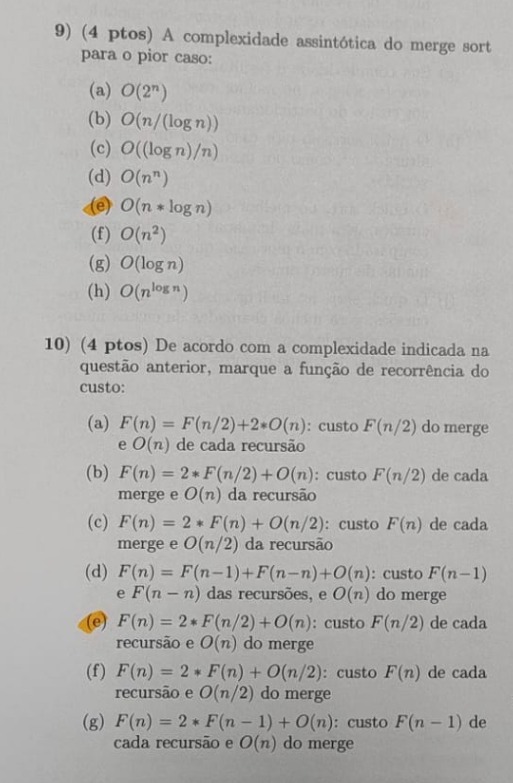 9) (4 ptos) A complexidade assintótica do merge sort
para o pior caso:
(a) O(2ⁿ)
(b) O(n/(log n))
(c) O((log n)/n)
(d) O(nⁿ)
(e) O(n * log n)
(f) O(n²)
(g) O(log n)
(h) O(n^{log n})
10) (4 ptos) De acordo com a complexidade indicada na
questão anterior, marque a função de recorrência do
custo:
(a) F(n) = F(n/2)+2*O(n): custo F(n/2) do merge
e O(n) de cada recursão
(b) F(n) = 2 * F(n/2) + O(n): custo F(n/2) de cada
merge e O(n) da recursão
(c) F(n) = 2 * F(n) + O(n/2): custo F(n) de cada
merge e O(n/2) da recursão
(d) F(n) = F(n−1)+F(n−n)+O(n): custo F(n−1)
e F(n − n) das recursões, e O(n) do merge
(e) F(n) = 2 * F(n/2) + O(n): custo F(n/2) de cada
recursão e O(n) do merge
(f) F(n) = 2 * F(n) + O(n/2): custo F(n) de cada
recursão e O(n/2) do merge
(g) F(n) = 2 * F(n − 1) + O(n): custo F(n − 1) de
cada recursão e O(n) do merge